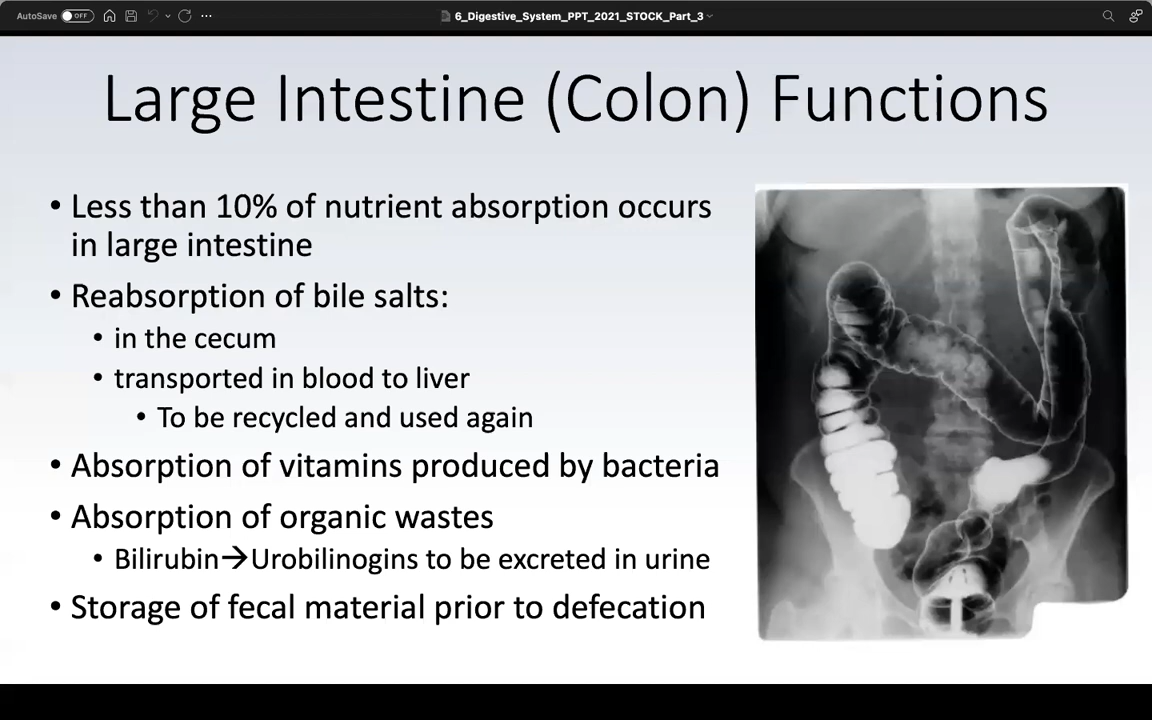 AutoSave OFF
6_Digestive_System_PPT_2021_STOCK_Part_3
Large Intestine (Colon) Functions
• Less than 10% of nutrient absorption occurs
in large intestine
• Reabsorption of bile salts:
• in the cecum
• transported in blood to liver
• To be recycled and used again
• Absorption of vitamins produced by bacteria
• Absorption of organic wastes
• Bilirubin→Urobilinogins to be excreted in urine
• Storage of fecal material prior to defecation